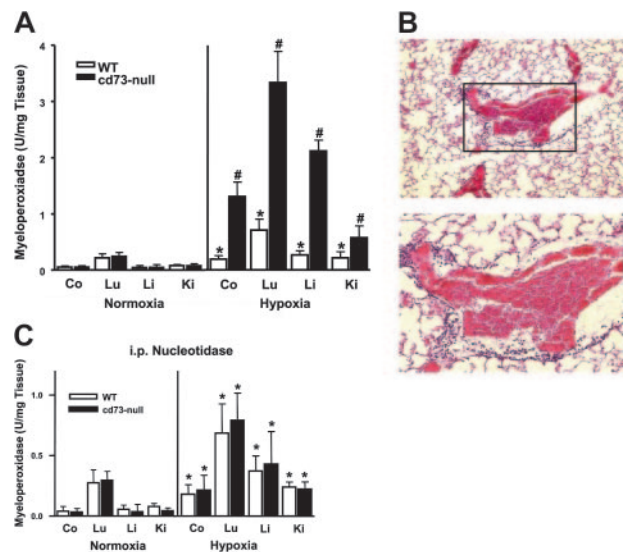 A
B
4
3
2
1
0
Myeloperoxiadse (U/mg Tissue)
WT
cd73-null
# # # #
* * * *
Co Lu Li Ki Co Lu Li Ki
Normoxia Hypoxia
C
i.p. Nucleotidase
1.0
0.5
0.0
Myeloperoxidase (U/mg Tissue)
WT
cd73-null
* * * * * * * *
Co Lu Li Ki Co Lu Li Ki
Normoxia Hypoxia